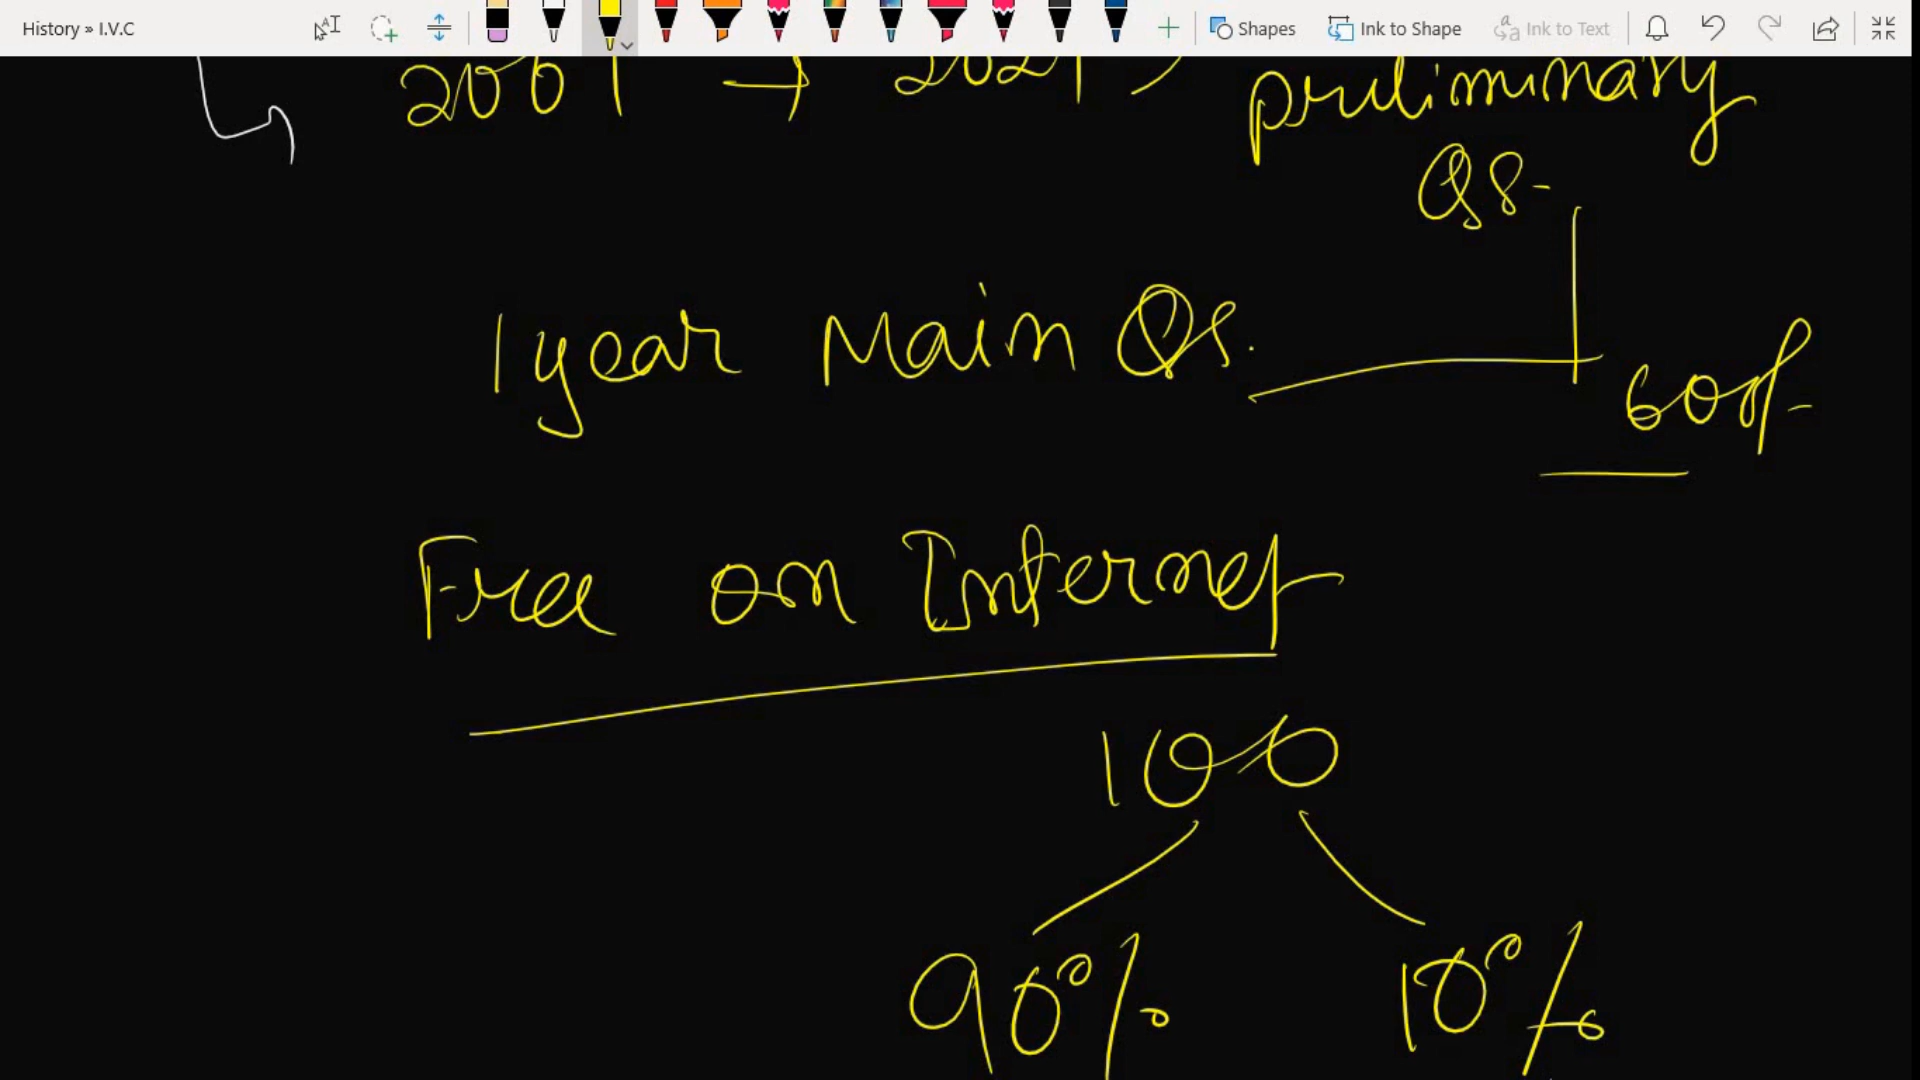 History » I.V.C
Shapes
Ink to Shape
Ink to Text
2001 → 2021, preliminary
QS-
1 year Main QS.
Free on Internet
100
90%
10%